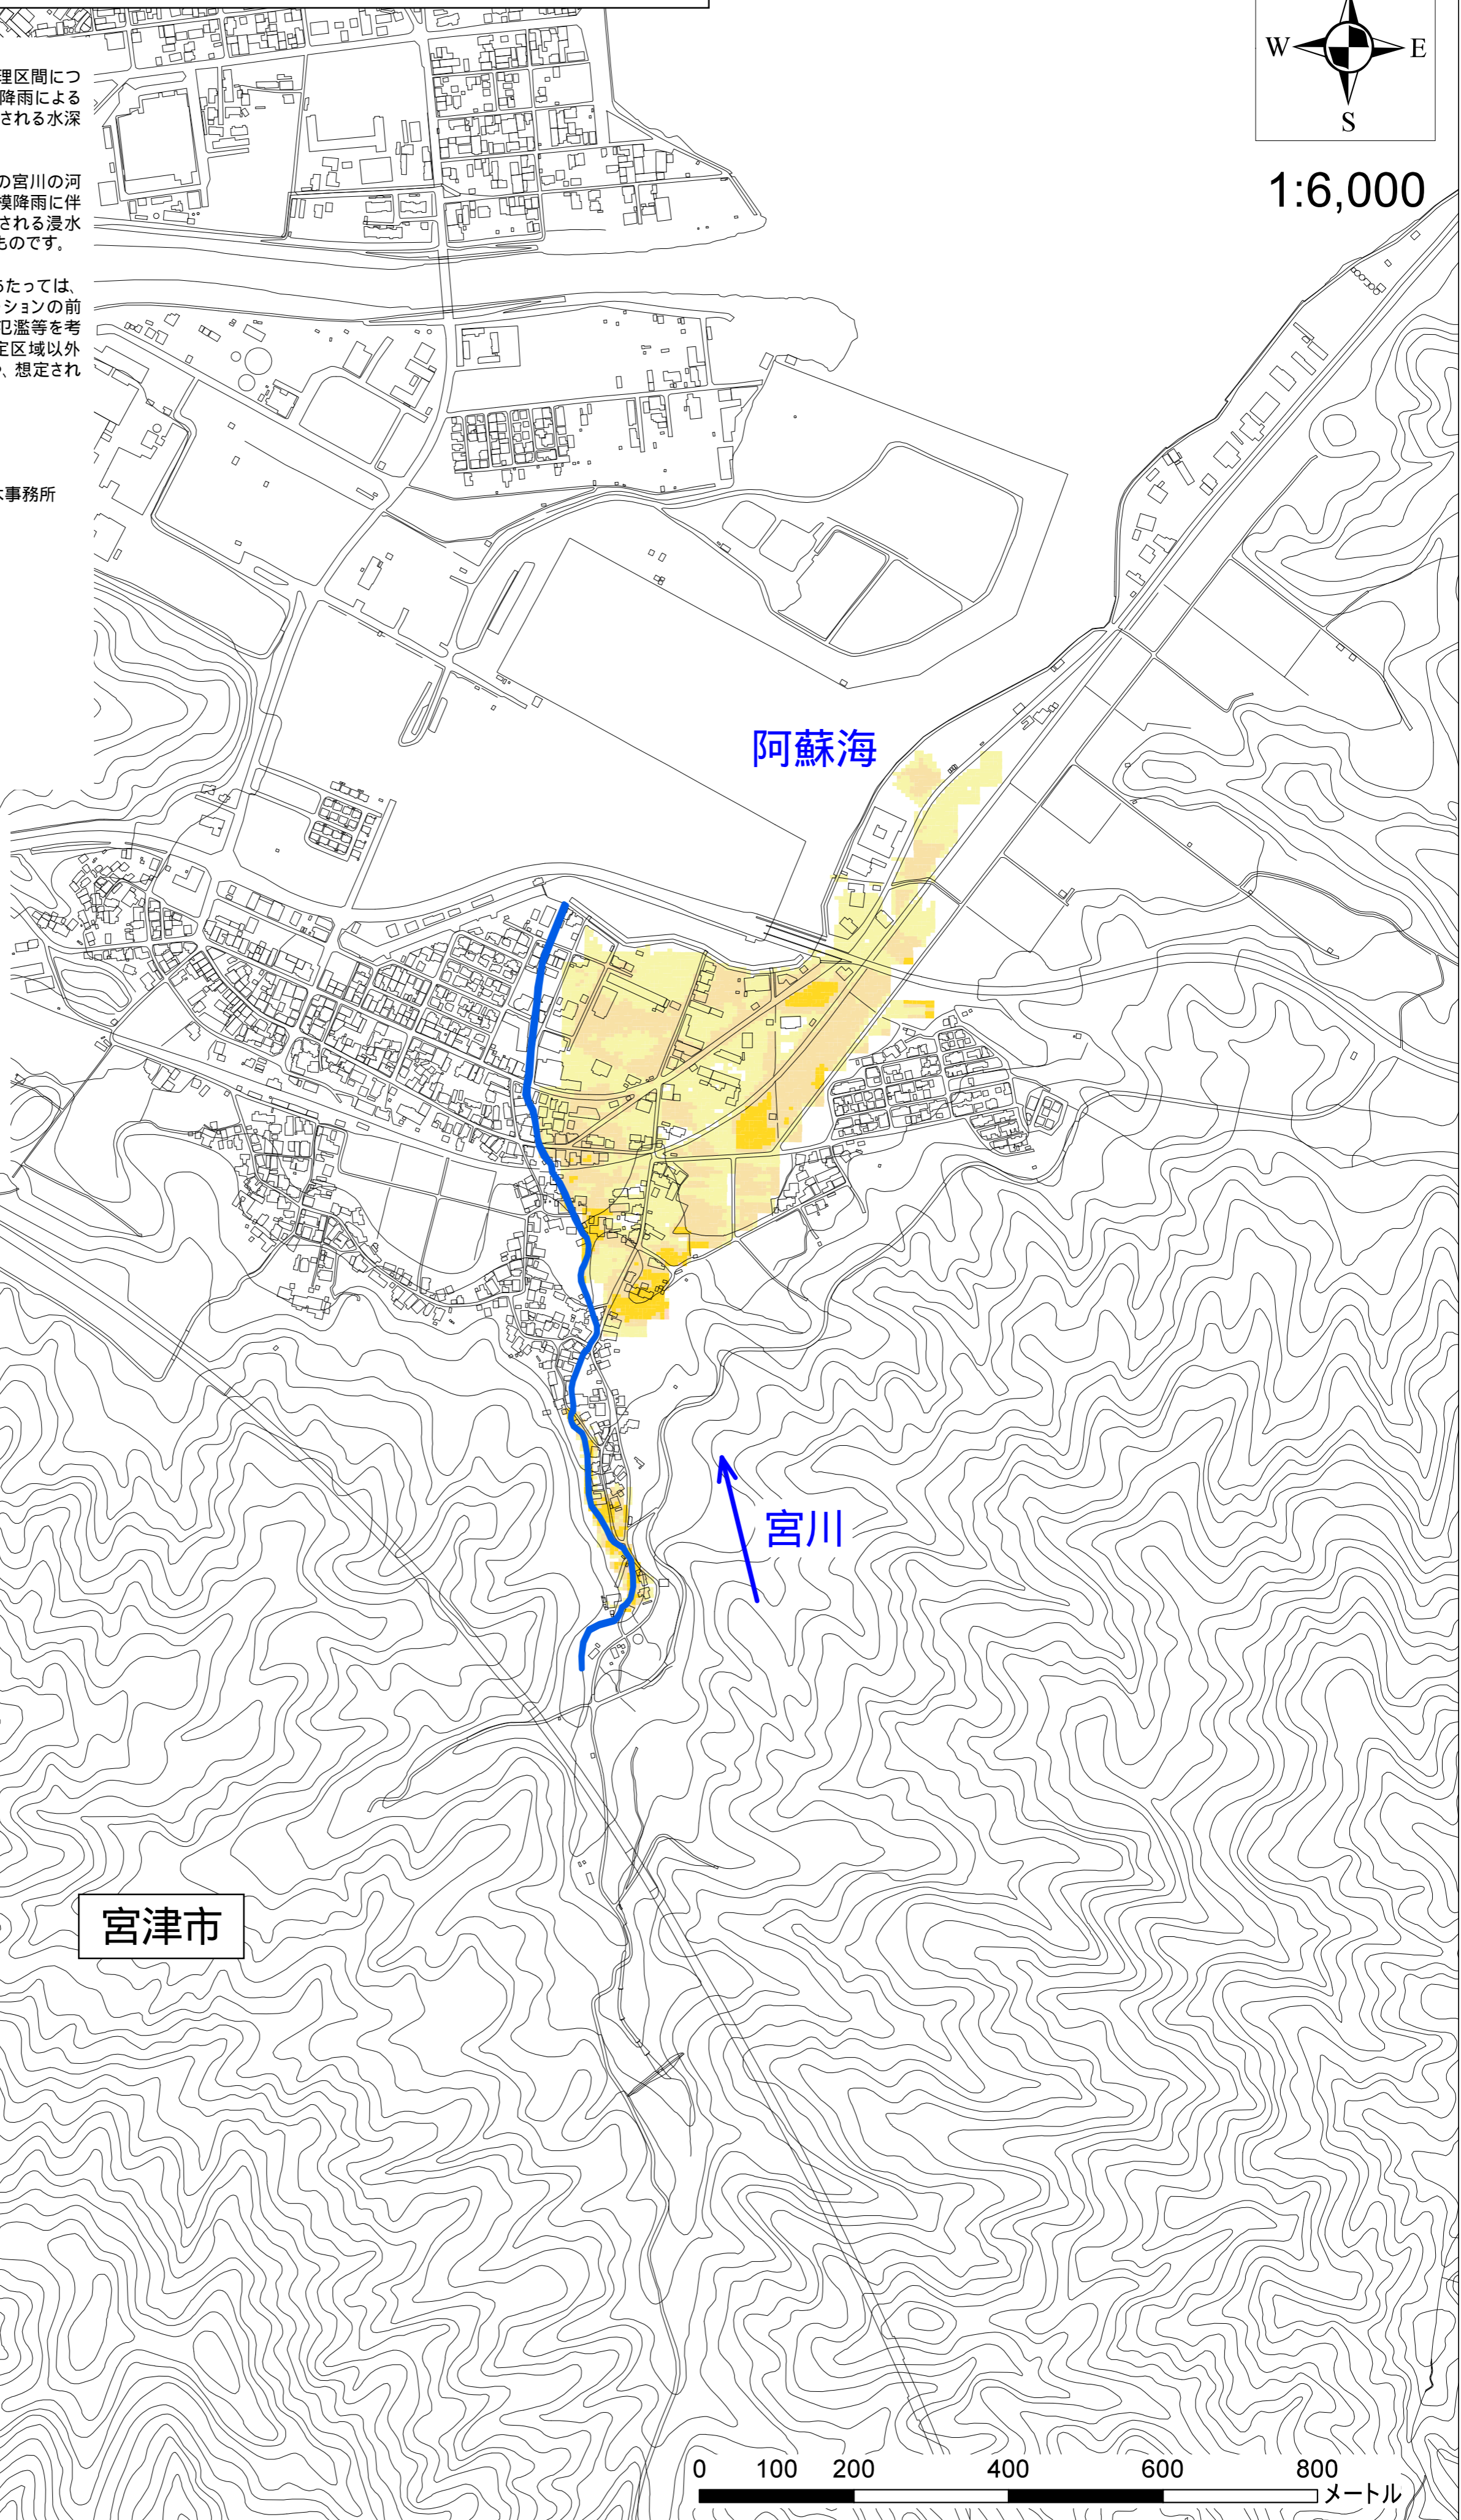 W
E
S
1:6,000
理区間につ
降雨による
される水深
の宮川の河
模降雨に伴
される浸水
ものです。
あたっては、
ーションの前
氾濫等を考
定区域以外
や、想定され
木事務所
阿蘇海
宮川
宮津市
0 100 200 400 600 800
メートル